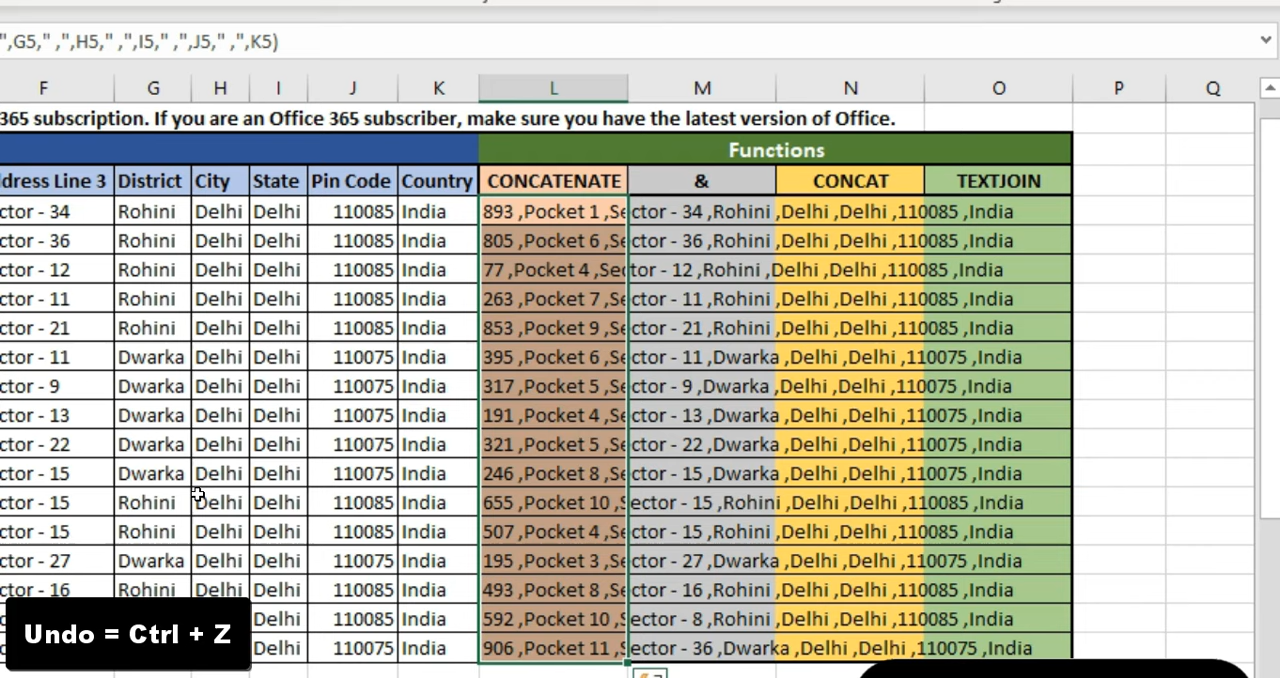 ",G5," ,",H5," ,",I5," ,",J5," ,",K5)
F G H I J K L M N O P Q
365 subscription. If you are an Office 365 subscriber, make sure you have the latest version of Office.
Functions
ddress Line 3 District City State Pin Code Country CONCATENATE & CONCAT TEXTJOIN
ctor - 34 Rohini Delhi Delhi 110085 India 893 ,Pocket 1 ,Sector - 34 ,Rohini ,Delhi ,Delhi ,110085 ,India
ctor - 36 Rohini Delhi Delhi 110085 India 805 ,Pocket 6 ,Sector - 36 ,Rohini ,Delhi ,Delhi ,110085 ,India
ctor - 12 Rohini Delhi Delhi 110085 India 77 ,Pocket 4 ,Sector - 12 ,Rohini ,Delhi ,Delhi ,110085 ,India
ctor - 11 Rohini Delhi Delhi 110085 India 263 ,Pocket 7 ,Sector - 11 ,Rohini ,Delhi ,Delhi ,110085 ,India
ctor - 21 Rohini Delhi Delhi 110085 India 853 ,Pocket 9 ,Sector - 21 ,Rohini ,Delhi ,Delhi ,110085 ,India
ctor - 11 Dwarka Delhi Delhi 110075 India 395 ,Pocket 6 ,Sector - 11 ,Dwarka ,Delhi ,Delhi ,110075 ,India
ctor - 9 Dwarka Delhi Delhi 110075 India 317 ,Pocket 5 ,Sector - 9 ,Dwarka ,Delhi ,Delhi ,110075 ,India
ctor - 13 Dwarka Delhi Delhi 110075 India 191 ,Pocket 4 ,Sector - 13 ,Dwarka ,Delhi ,Delhi ,110075 ,India
ctor - 22 Dwarka Delhi Delhi 110075 India 321 ,Pocket 5 ,Sector - 22 ,Dwarka ,Delhi ,Delhi ,110075 ,India
ctor - 15 Dwarka Delhi Delhi 110075 India 246 ,Pocket 8 ,Sector - 15 ,Dwarka ,Delhi ,Delhi ,110075 ,India
ctor - 15 Rohini Delhi Delhi 110085 India 655 ,Pocket 10 ,Sector - 15 ,Rohini ,Delhi ,Delhi ,110085 ,India
ctor - 15 Rohini Delhi Delhi 110085 India 507 ,Pocket 4 ,Sector - 15 ,Rohini ,Delhi ,Delhi ,110085 ,India
ctor - 27 Dwarka Delhi Delhi 110075 India 195 ,Pocket 3 ,Sector - 27 ,Dwarka ,Delhi ,Delhi ,110075 ,India
ctor - 16 Rohini Delhi Delhi 110085 India 493 ,Pocket 8 ,Sector - 16 ,Rohini ,Delhi ,Delhi ,110085 ,India
Delhi 110085 India 592 ,Pocket 10 ,Sector - 8 ,Rohini ,Delhi ,Delhi ,110085 ,India
Delhi 110075 India 906 ,Pocket 11 ,Sector - 36 ,Dwarka ,Delhi ,Delhi ,110075 ,India
Undo = Ctrl + Z